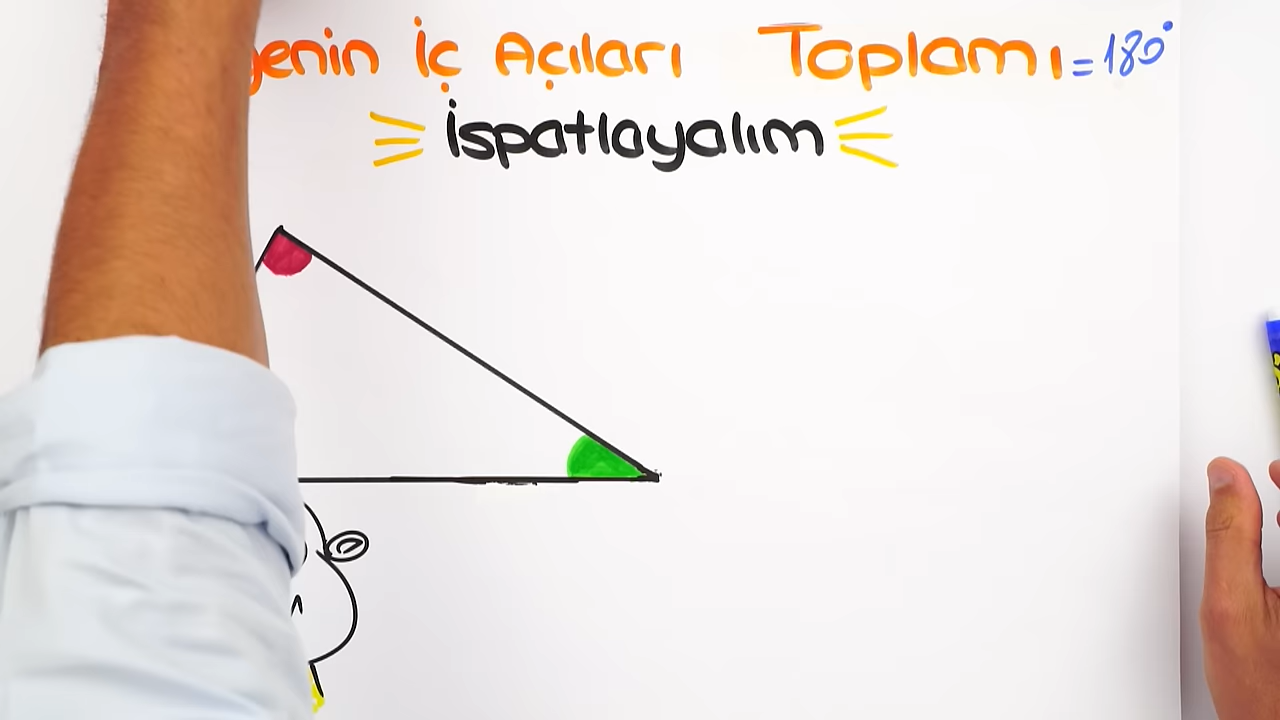 genin İç Açıları Toplamı = 180°
İspatlayalım